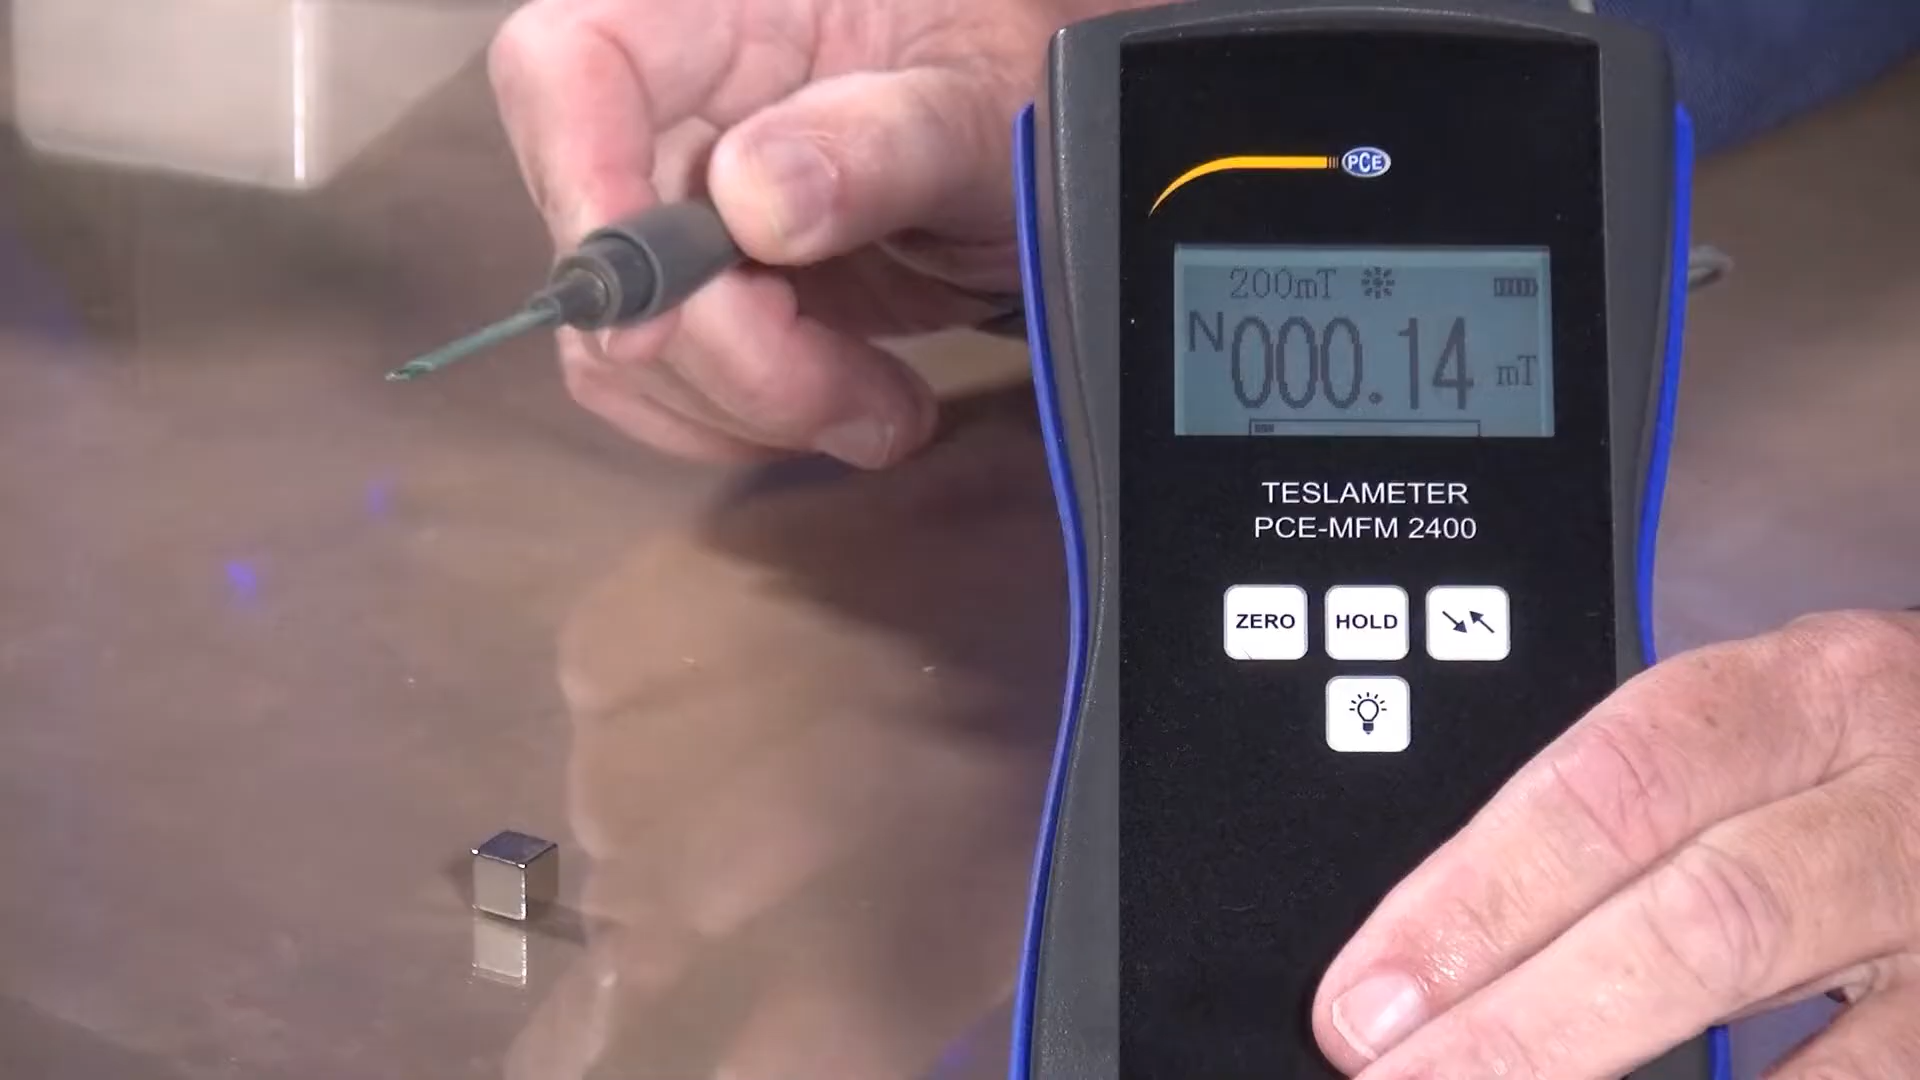 PCE
200mT
N000.14 mT
TESLAMETER
PCE-MFM 2400
ZERO HOLD